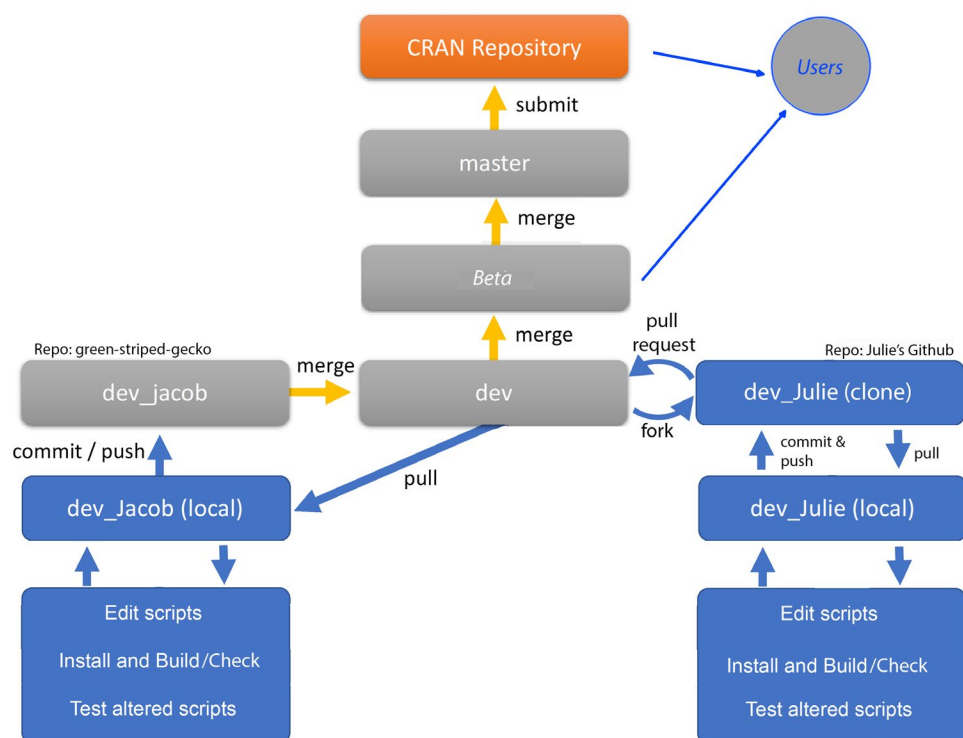 CRAN Repository
Users
submit
master
merge
Beta
merge
pull
request
Repo: green-striped-gecko
Repo: Julie's Github
dev_jacob
merge
dev
dev_Julie (clone)
fork
commit / push
pull
commit &
push
pull
dev_Jacob (local)
dev_Julie (local)
Edit scripts
Install and Build/Check
Test altered scripts
Edit scripts
Install and Build/Check
Test altered scripts